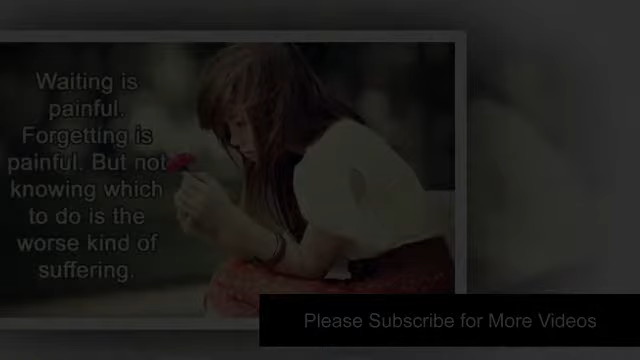 Waiting is
painful.
Forgetting is
painful. But not
knowing which
to do is the
worse kind of
suffering.
Please Subscribe for More Videos